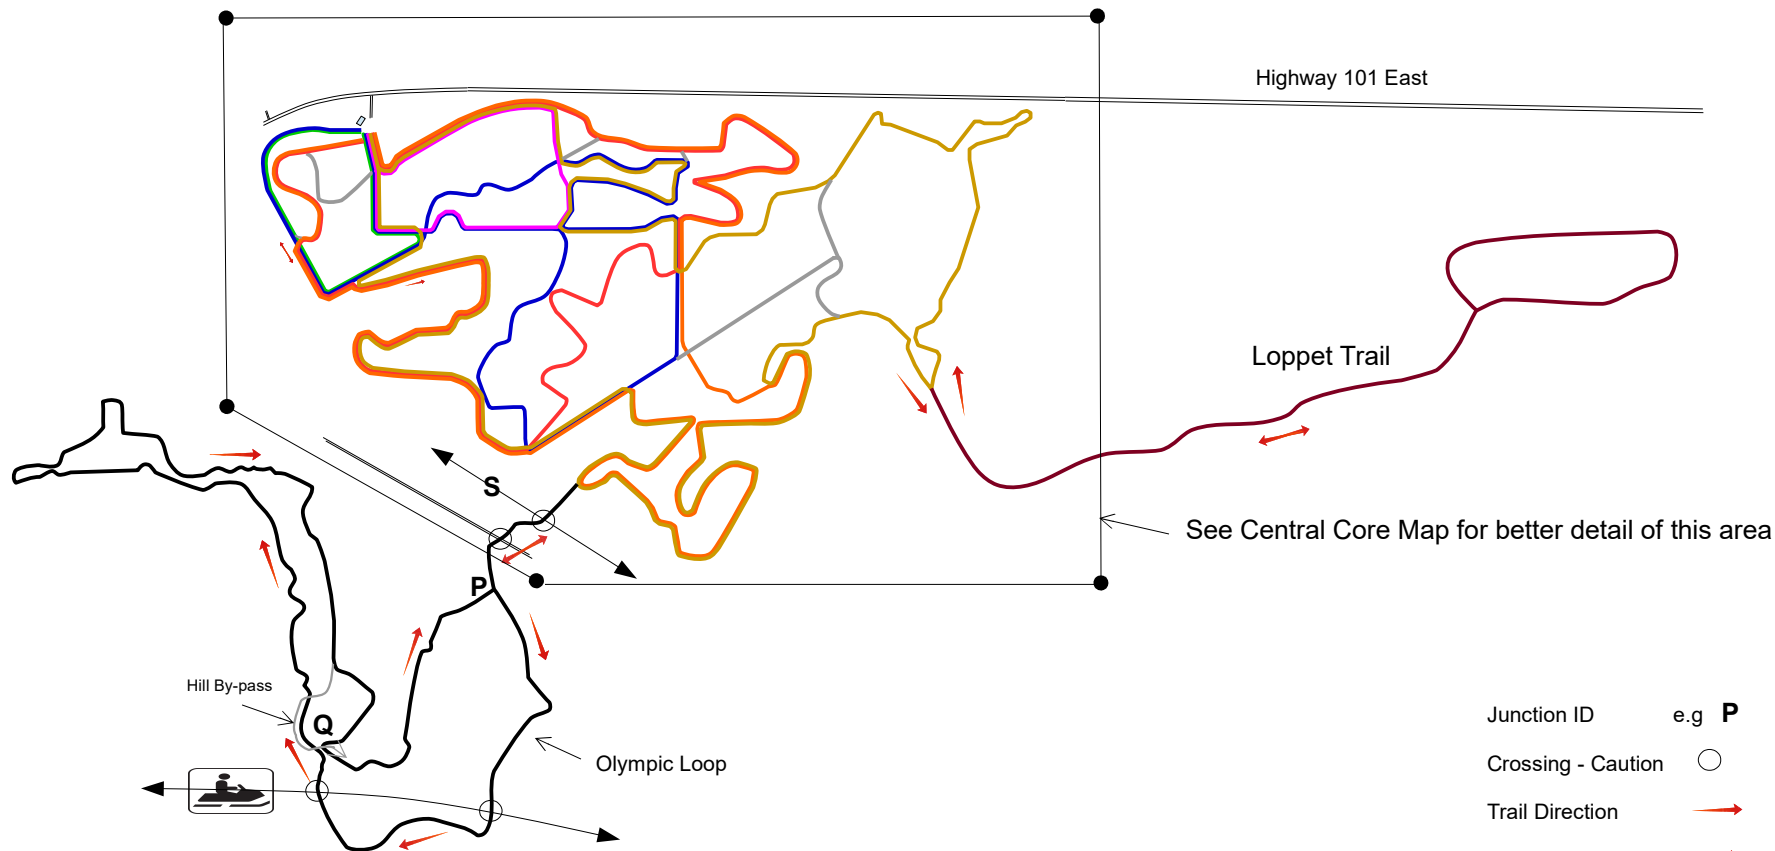 Highway 101 East
Loppet Trail
S
See Central Core Map for better detail of this area
P
Hill By-pass
Q
Olympic Loop
Junction ID e.g P
Crossing - Caution
Trail Direction